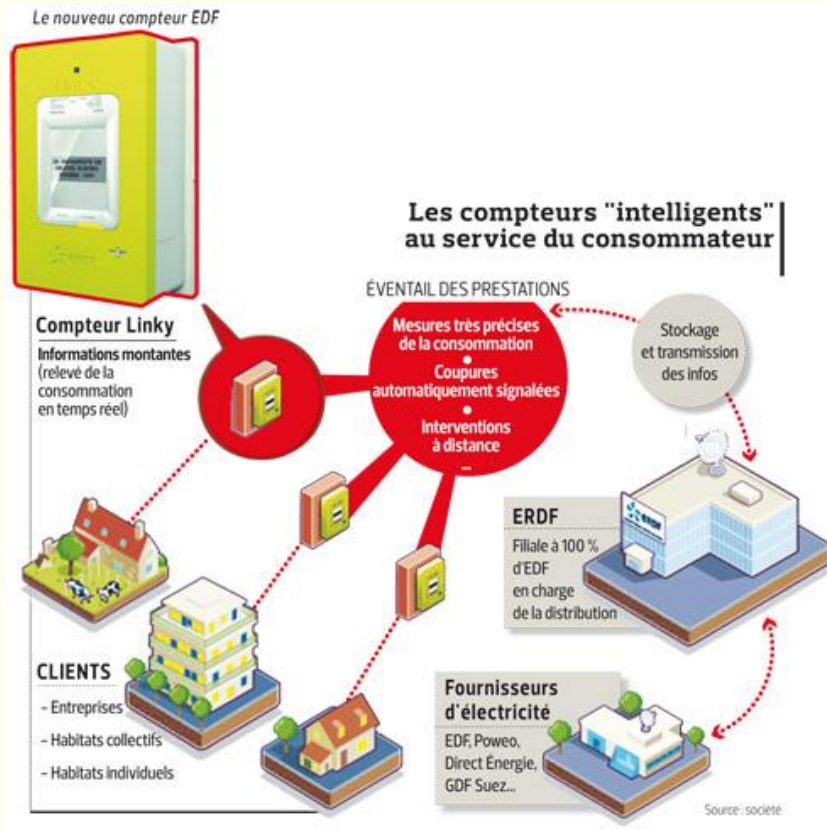 Le nouveau compteur EDF
Les compteurs "intelligents"
au service du consommateur
ÉVENTAIL DES PRESTATIONS
Mesures très précises
de la consommation
•
Coupures
automatiquement signalées
•
Interventions
à distance
...
Stockage
et transmission
des infos
Compteur Linky
Informations montantes
(relevé de la
consommation
en temps réel)
ERDF
Filiale à 100 %
d'EDF
en charge
de la distribution
ERDF
CLIENTS
- Entreprises
- Habitats collectifs
- Habitats individuels
Fournisseurs
d'électricité
EDF, Poweo,
Direct Énergie,
GDF Suez...
Source : société